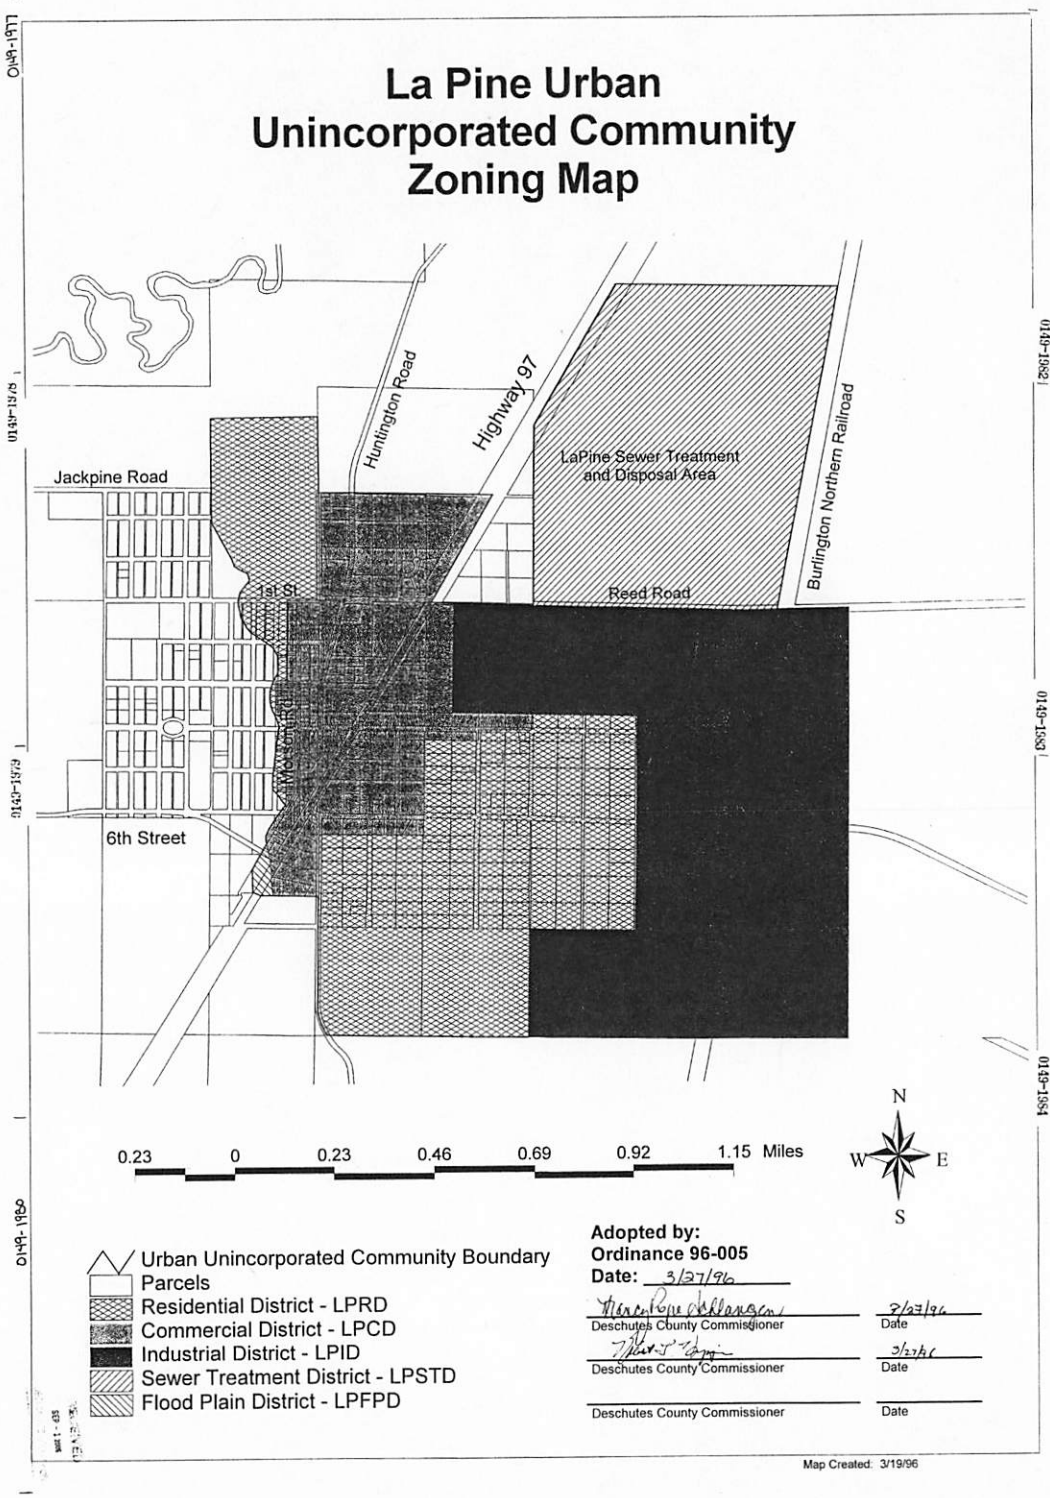 0149-1977
La Pine Urban
Unincorporated Community
Zoning Map
0149-1978
0149-1982
Huntington Road
Highway 97
Burlington Northern Railroad
LaPine Sewer Treatment
and Disposal Area
Jackpine Road
1st St
Reed Road
0149-1983
0149-1979
6th Street
0149-1984
N
W E
S
0.23 0 0.23 0.46 0.69 0.92 1.15 Miles
0149-1980
Urban Unincorporated Community Boundary
Parcels
Residential District - LPRD
Commercial District - LPCD
Industrial District - LPID
Sewer Treatment District - LPSTD
Flood Plain District - LPFPD
Adopted by:
Ordinance 96-005
Date: 3/27/96
Deschutes County Commissioner
Date
3/27/96
Deschutes County Commissioner
Date
Deschutes County Commissioner
Date
RECEIVED
Map Created: 3/19/96